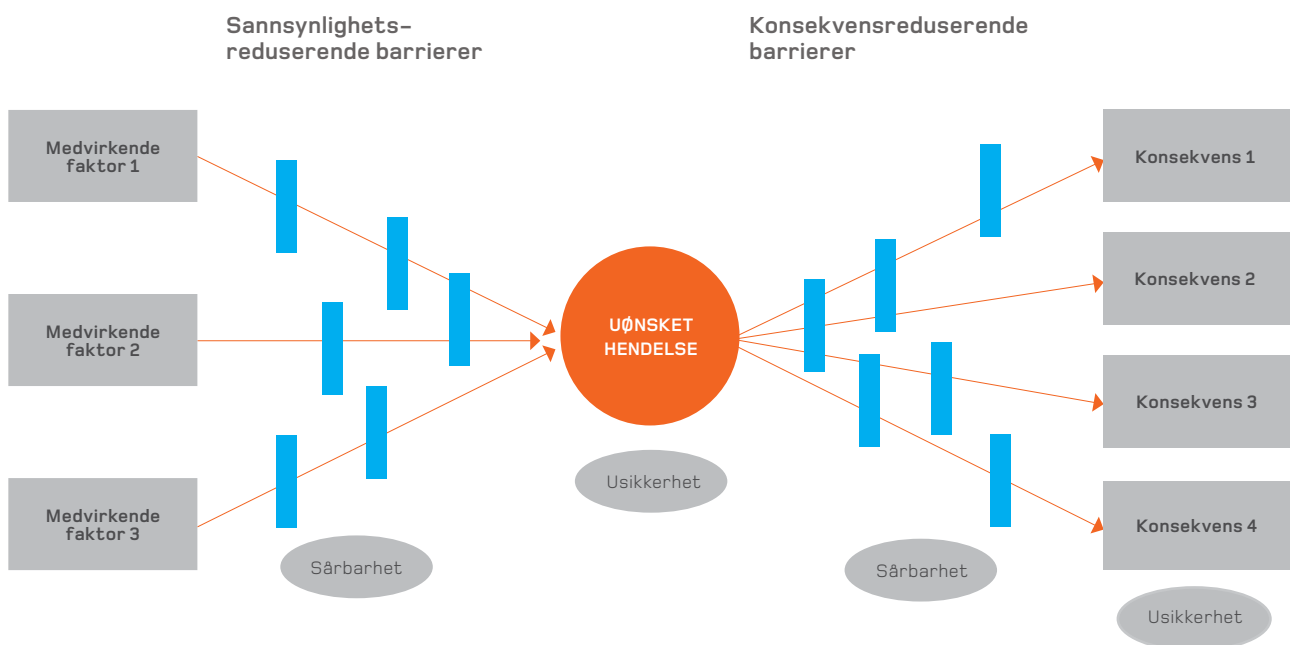 Sannsynlighets-
reduserende barrierer
Konsekvensreduserende
barrierer
Medvirkende
faktor 1
Medvirkende
faktor 2
Medvirkende
faktor 3
UØNSKET
HENDELSE
Usikkerhet
Sårbarhet
Sårbarhet
Konsekvens 1
Konsekvens 2
Konsekvens 3
Konsekvens 4
Usikkerhet